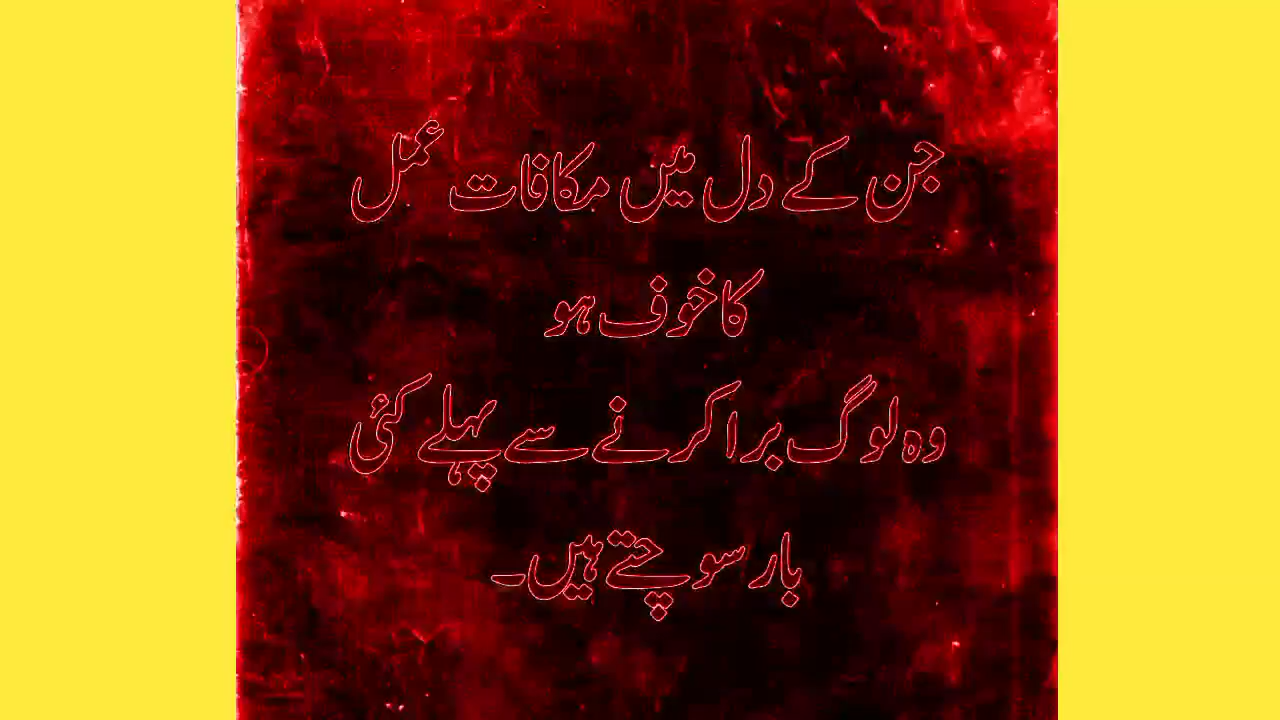 جن کے دل میں مکافات عمل
کا خوف ہو
وہ لوگ برا کرنے سے پہلے کئی
بار سوچتے ہیں۔